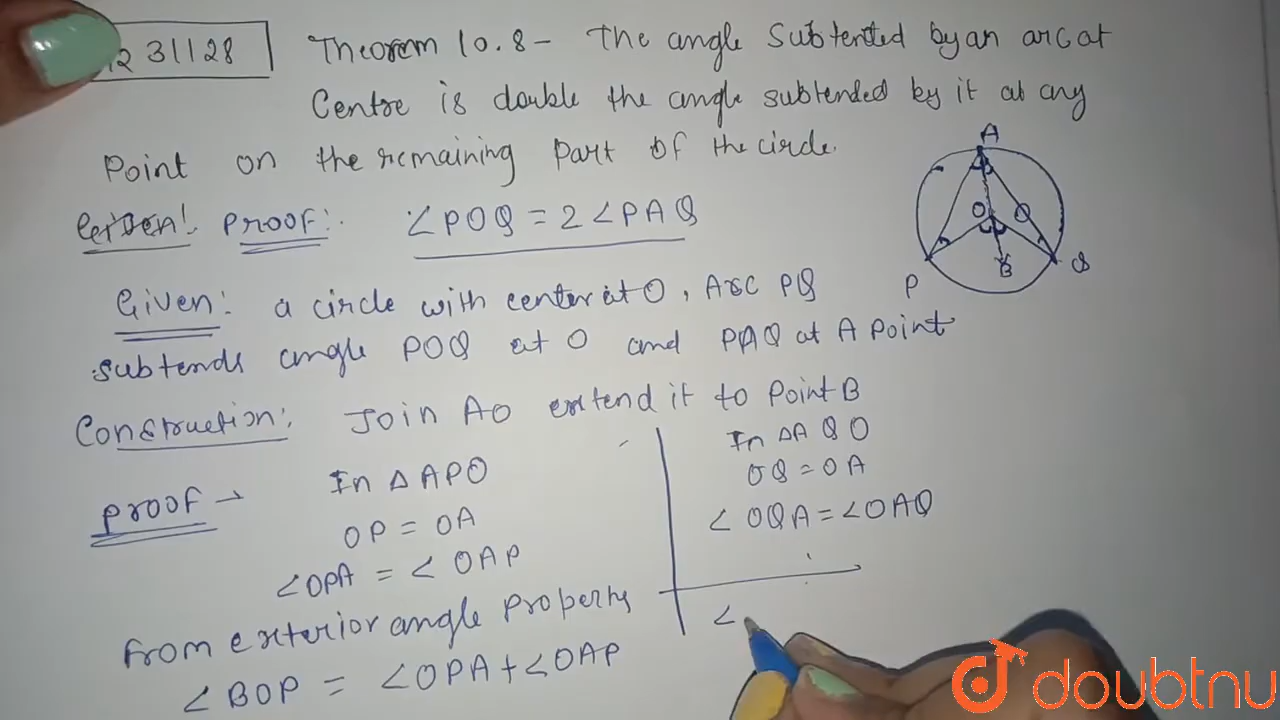 31128
Theorem 10.8 - The angle Subtended by an arc at
Centre is double the angle subtended by it at any
Point on the remaining Part of the circle.
Proof:. ∠POQ = 2∠PAQ
Given: a circle with center at O, Arc PQ
subtends angle POQ at O and PAQ at A Point
Construction: Join AO extend it to Point B
Proof → In △APO
OP = OA
∠OPA = ∠OAP
from exterior angle Property
∠BOP = ∠OPA + ∠OAP
In △AQO
OQ = OA
∠OQA = ∠OAQ
∠
A
O
P
B
Q
doubtnut